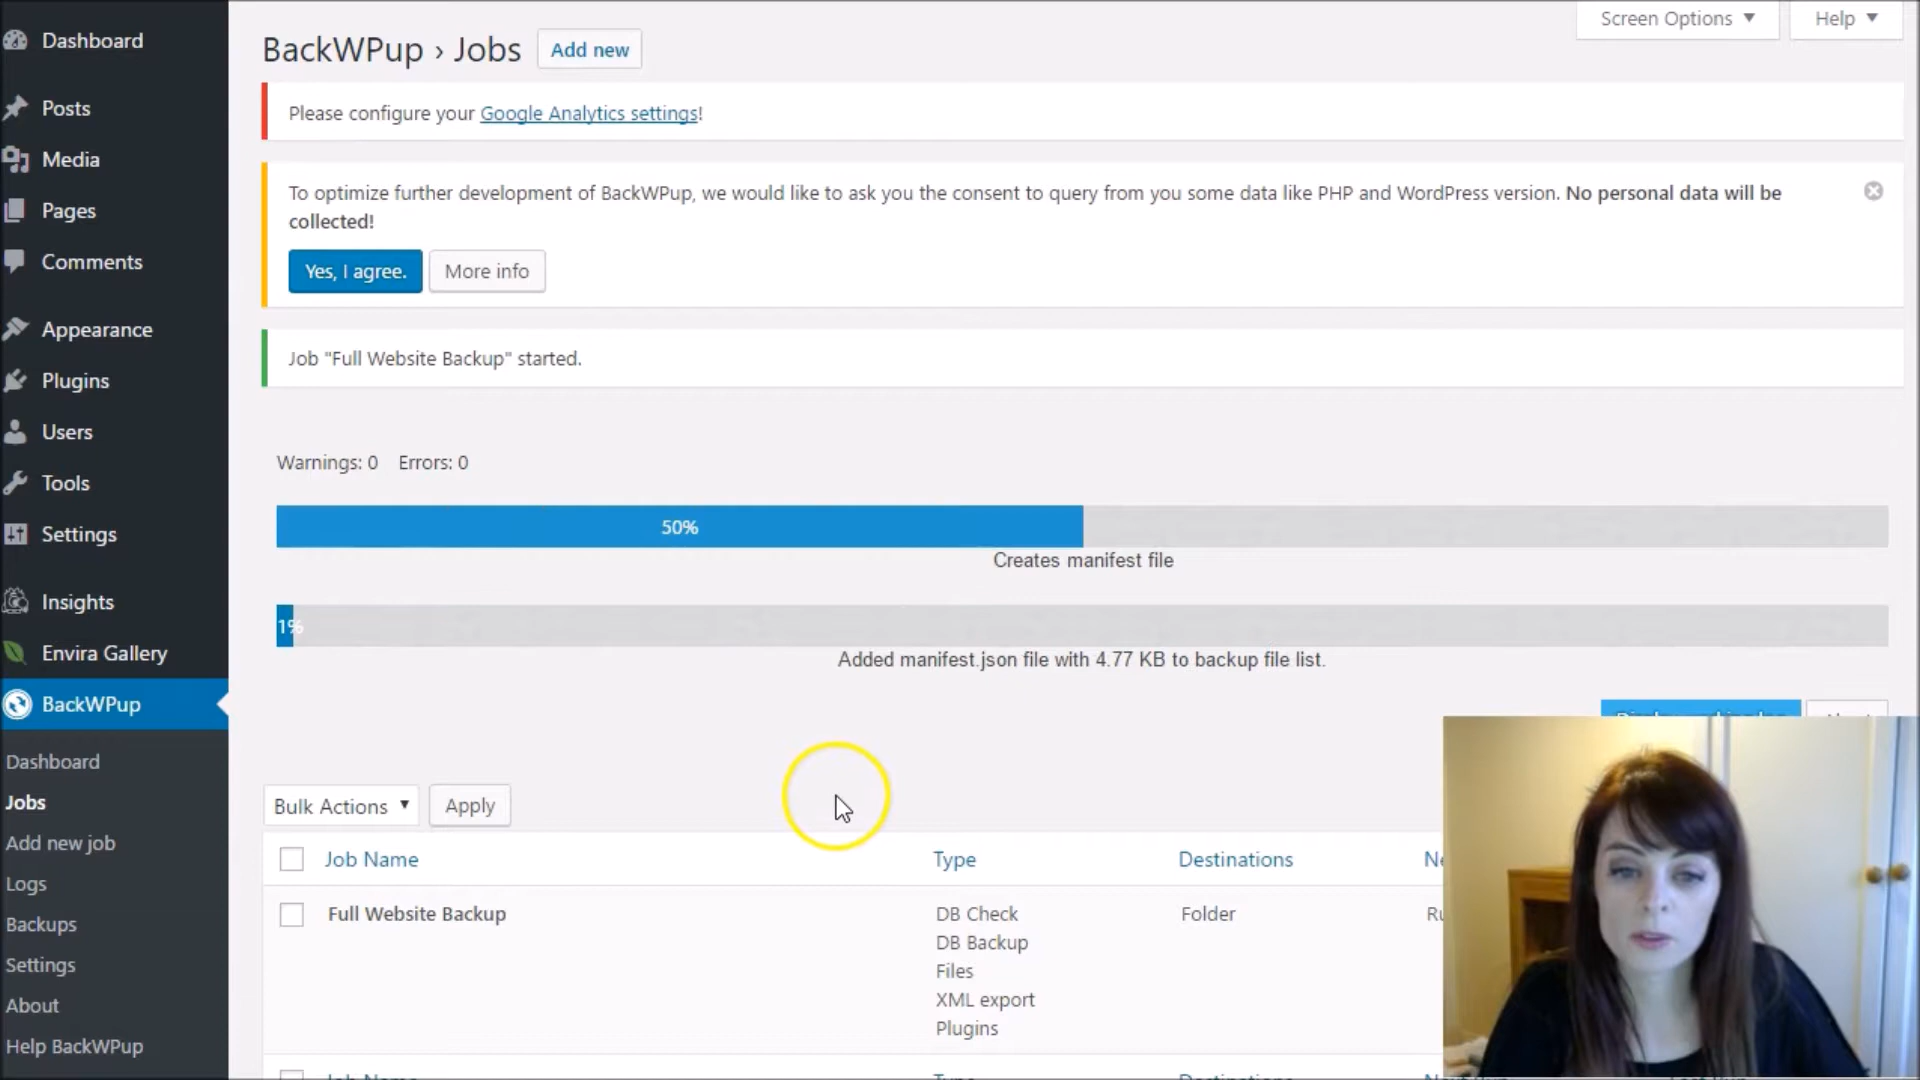 Dashboard
Posts
Media
Pages
Comments
Appearance
Plugins
Users
Tools
Settings
Insights
Envira Gallery
BackWPup
Dashboard
Jobs
Add new job
Logs
Backups
Settings
About
Help BackWPup
Screen Options
Help
BackWPup › Jobs
Add new
Please configure your Google Analytics settings!
To optimize further development of BackWPup, we would like to ask you the consent to query from you some data like PHP and WordPress version. No personal data will be
collected!
Yes, I agree.
More info
Job "Full Website Backup" started.
Warnings: 0 Errors: 0
50%
Creates manifest file
1%
Added manifest.json file with 4.77 KB to backup file list.
Bulk Actions
Apply
Job Name Type Destinations
Full Website Backup DB Check Folder
DB Backup
Files
XML export
Plugins